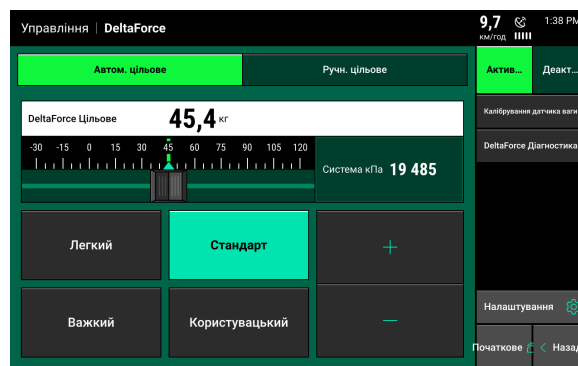 Управління | DeltaForce
9,7
км/год
1:38 PM
Автом. цільове
Ручн. цільове
Актив...
Деакт...
DeltaForce Цільове
45,4 кг
-30 -15 0 15 30 45 60 75 90 105 120
Система кПа 19 485
Калібрування датчика ваги
DeltaForce Діагностика
Легкий
Стандарт
+
Важкий
Користувацький
—
Налаштування
Початкове
< Назад